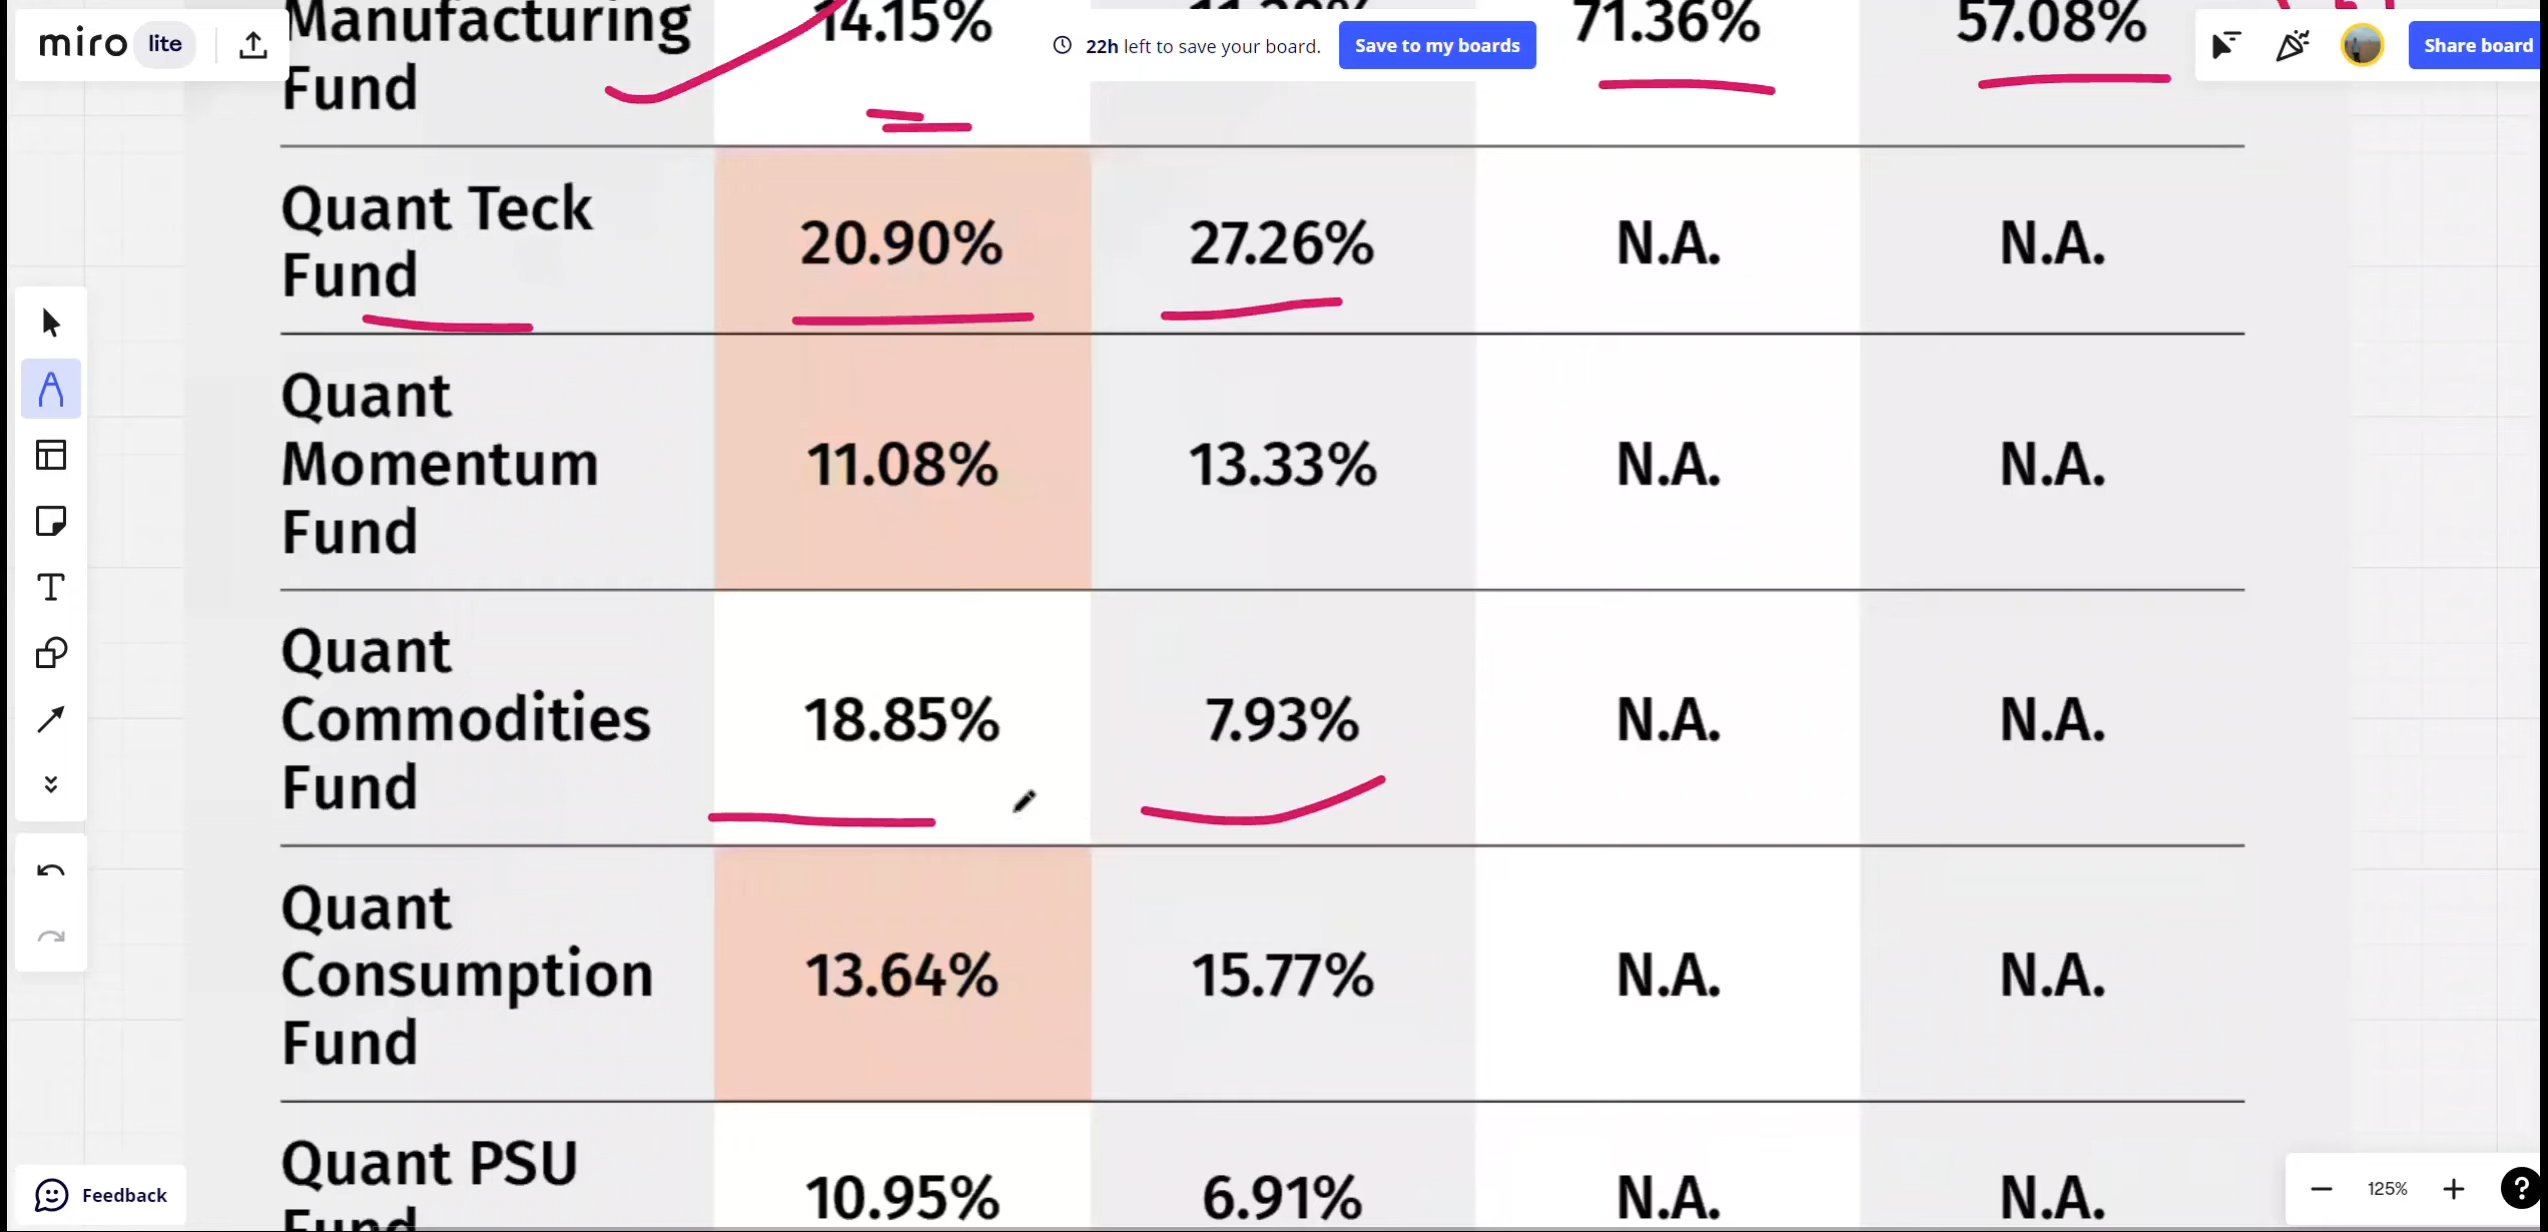 miro lite
22h left to save your board. Save to my boards
Share board
Manufacturing
Fund
14.15%
71.36%
57.08%
Quant Teck
Fund
20.90%
27.26%
N.A.
N.A.
Quant
Momentum
Fund
11.08%
13.33%
N.A.
N.A.
Quant
Commodities
Fund
18.85%
7.93%
N.A.
N.A.
Quant
Consumption
Fund
13.64%
15.77%
N.A.
N.A.
Quant PSU
Fund
10.95%
6.91%
N.A.
N.A.
Feedback
125%